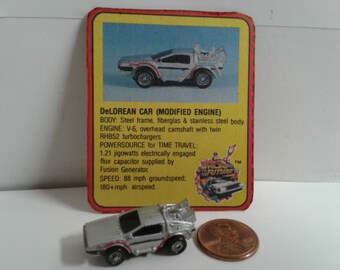 DeLOREAN CAR (MODIFIED ENGINE)
BODY: Steel frame, fiberglas & stainless steel body.
ENGINE: V-6, overhead camshaft with twin
RHB52 turbochargers.
POWERSOURCE for TIME TRAVEL:
1.21 jigowatts electrically engaged
flux capacitor supplied by
Fusion Generator.
SPEED: 88 mph groundspeed;
180+mph airspeed.
TM